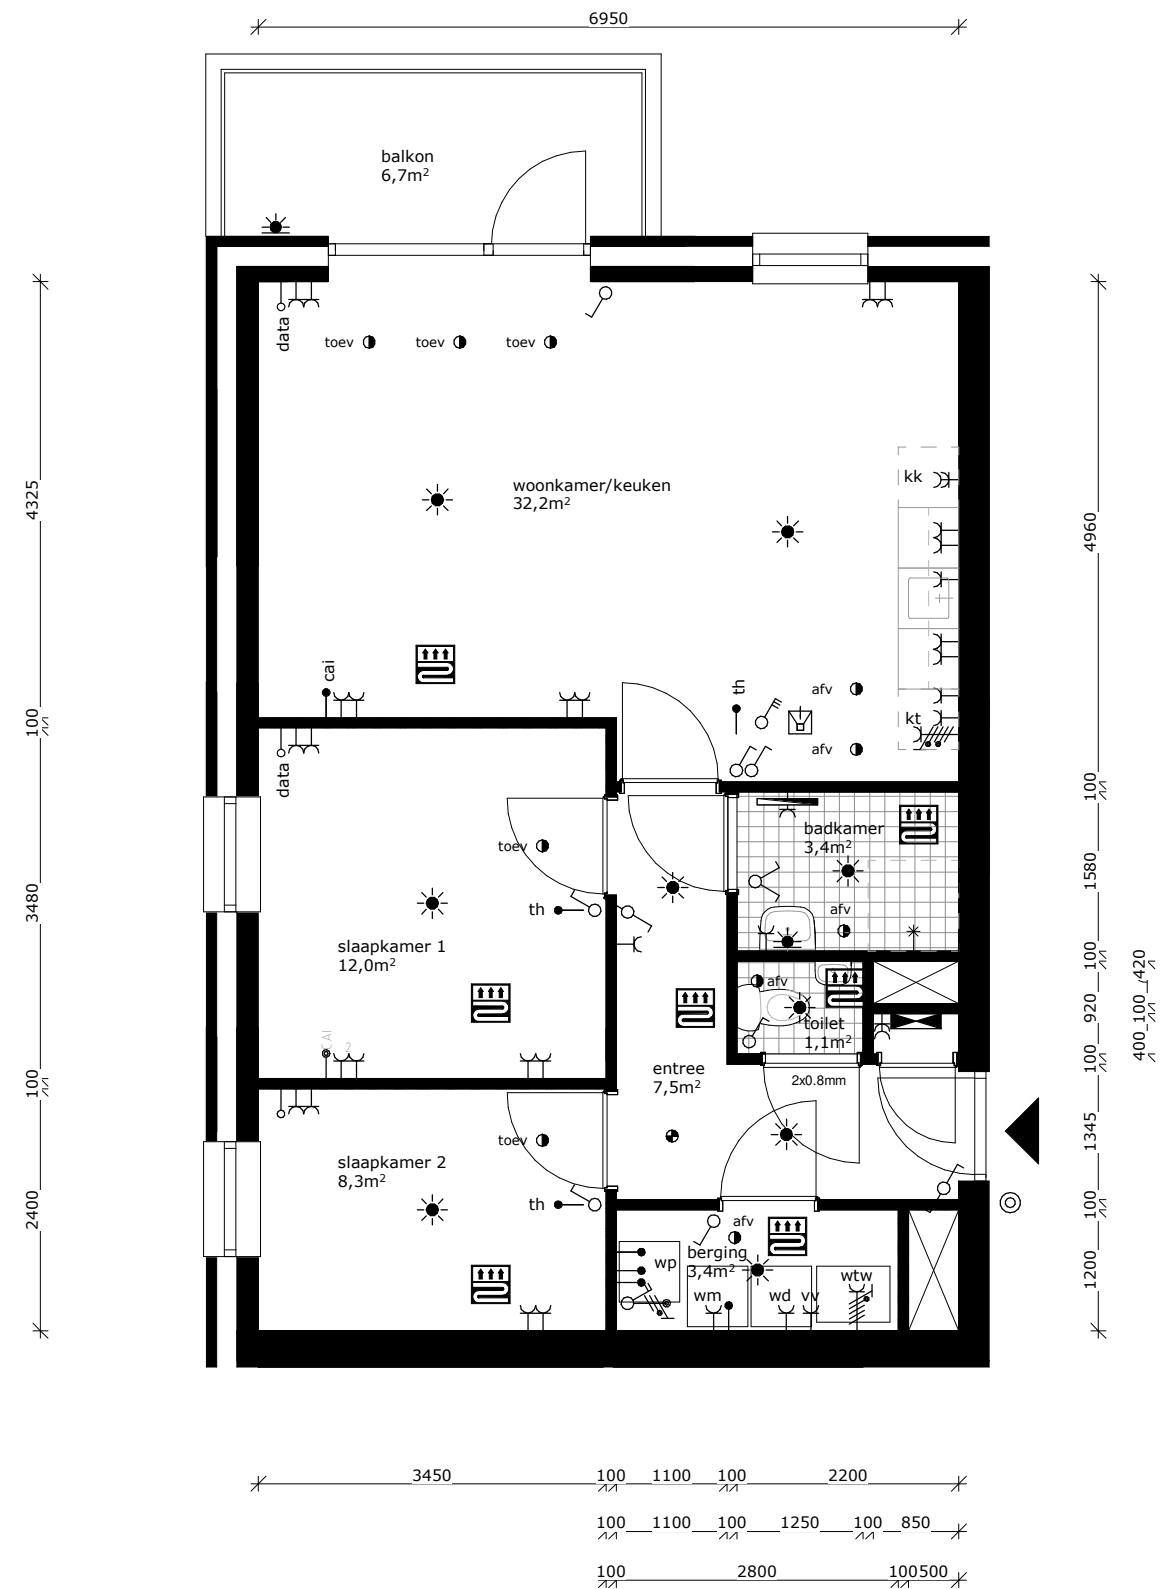 6950
balkon
6,7m²
data
toev
toev
toev
woonkamer/keuken
32,2m²
kk
4325
4960
cai
th
afv
kt
afv
100
100
data
badkamer
3,4m²
toev
1580
3480
th
afv
slaapkamer 1
12,0m²
100
420
afv
920
100
toilet
1,1m²
CAI
2
400
100
entree
7,5m²
2x0.8mm
100
toev
1345
slaapkamer 2
8,3m²
th
2400
100
afv
berging
3,4m²
wp
wtw
wm
wd
vv
1200
3450
100
1100
100
2200
100
1100
100
1250
100
850
100
2800
100
500